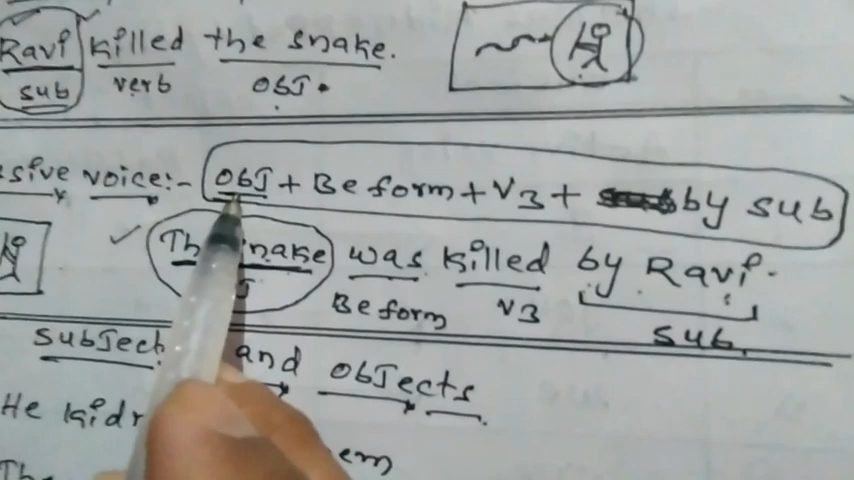 Ravi killed the snake.
sub verb OBJ.
ssive voice:- OBJ + Be form + V3 + by sub
The snake was killed by Ravi.
Be form V3 sub
subJect and obJects
He